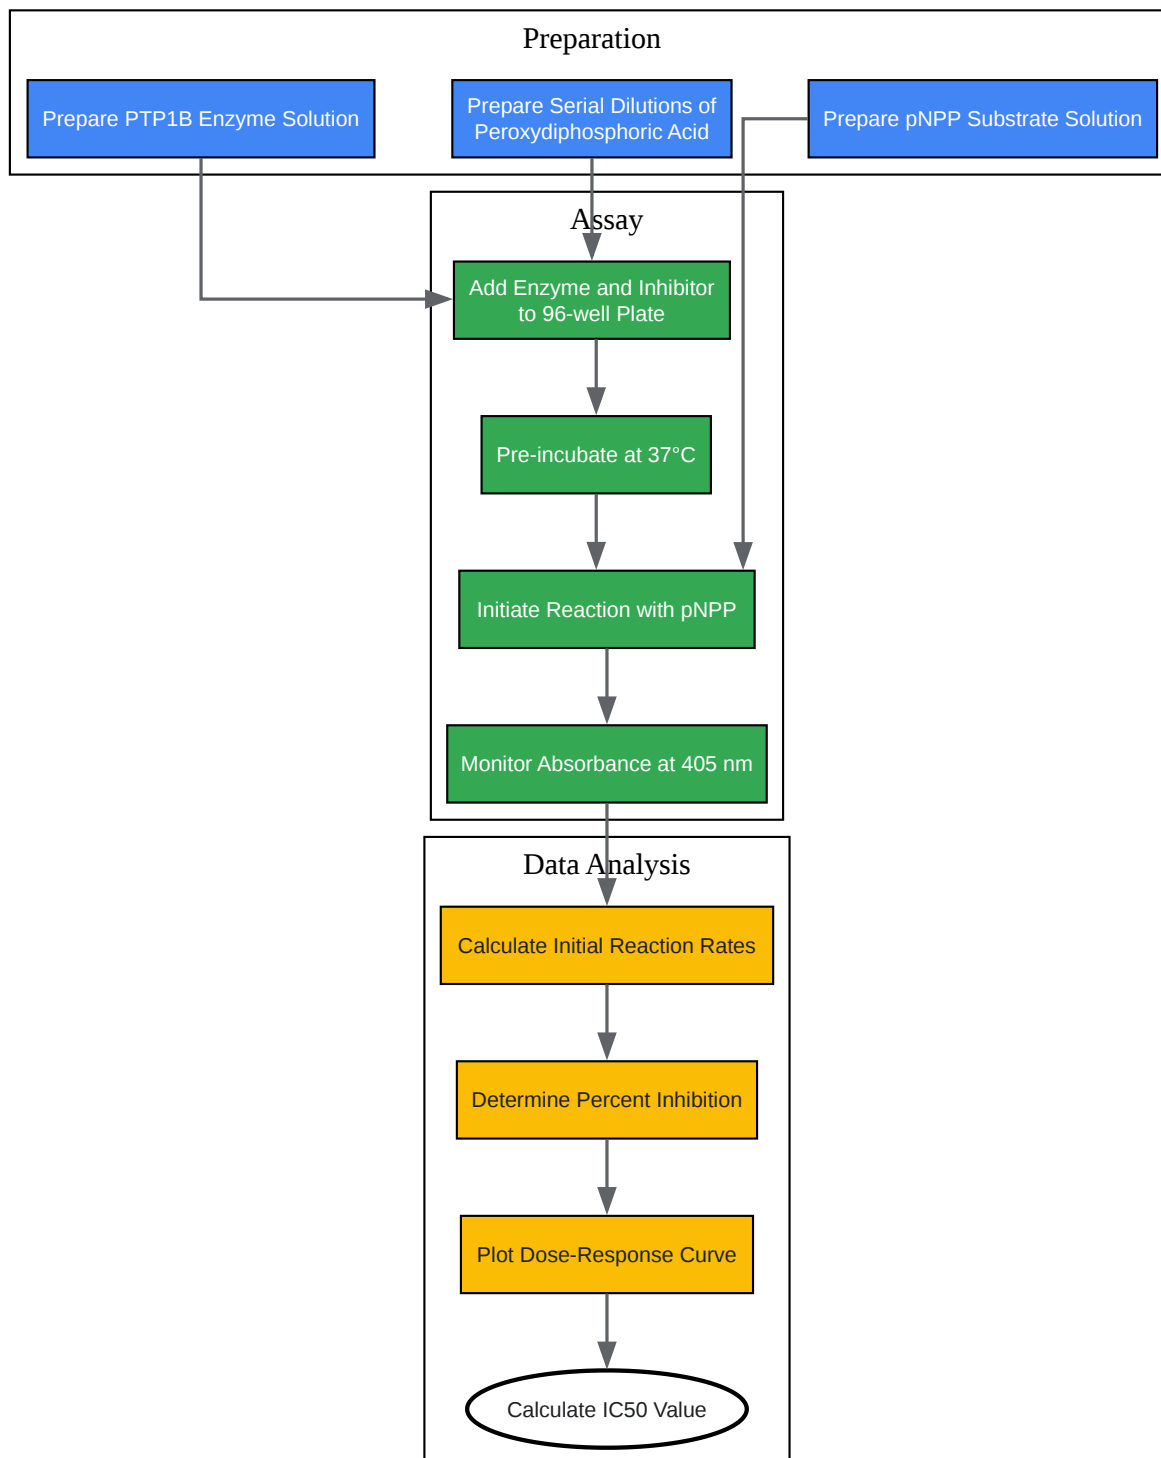 Preparation
Prepare PTP1B Enzyme Solution
Prepare Serial Dilutions of
Peroxydiphosphoric Acid
Prepare pNPP Substrate Solution
Assay
Add Enzyme and Inhibitor
to 96-well Plate
Pre-incubate at 37°C
Initiate Reaction with pNPP
Monitor Absorbance at 405 nm
Data Analysis
Calculate Initial Reaction Rates
Determine Percent Inhibition
Plot Dose-Response Curve
Calculate IC50 Value